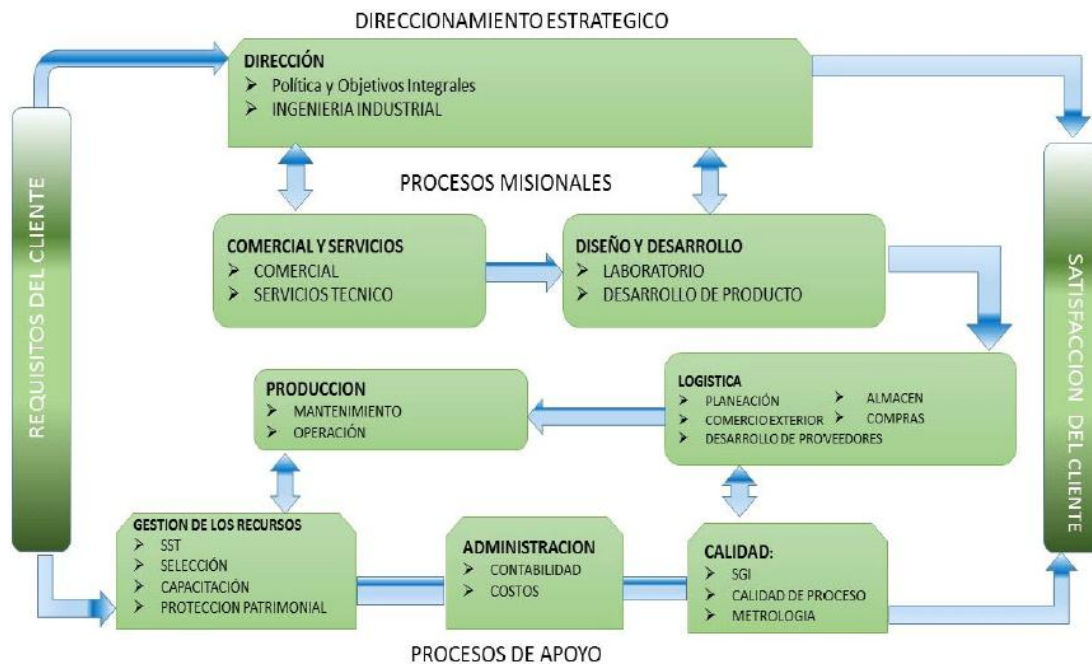 DIRECCIONAMIENTO ESTRATEGICO
DIRECCIÓN
Política y Objetivos Integrales
INGENIERIA INDUSTRIAL
REQUISITOS DEL CLIENTE
SATISFACCION DEL CLIENTE
PROCESOS MISIONALES
COMERCIAL Y SERVICIOS
COMERCIAL
SERVICIOS TECNICO
DISEÑO Y DESARROLLO
LABORATORIO
DESARROLLO DE PRODUCTO
PRODUCCION
MANTENIMIENTO
OPERACIÓN
LOGISTICA
PLANEACIÓN
COMERCIO EXTERIOR
DESARROLLO DE PROVEEDORES
ALMACEN
COMPRAS
GESTION DE LOS RECURSOS
SST
SELECCIÓN
CAPACITACIÓN
PROTECCION PATRIMONIAL
ADMINISTRACION
CONTABILIDAD
COSTOS
CALIDAD:
SGI
CALIDAD DE PROCESO
METROLOGIA
PROCESOS DE APOYO